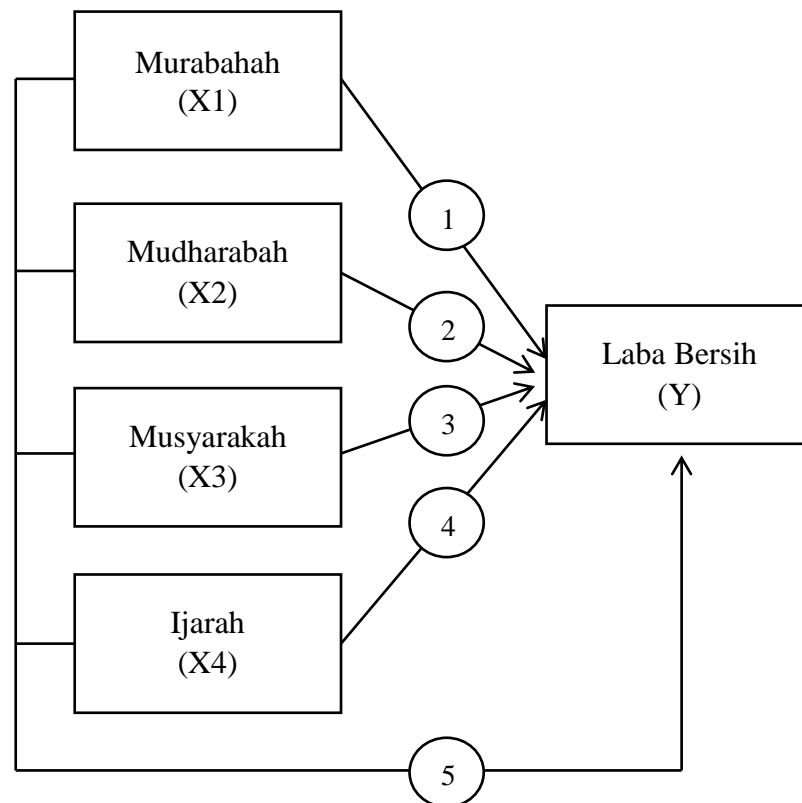 Murabahah
(X1)
1
Mudharabah
(X2)
2
Laba Bersih
(Y)
Musyarakah
(X3)
3
Ijarah
(X4)
4
5